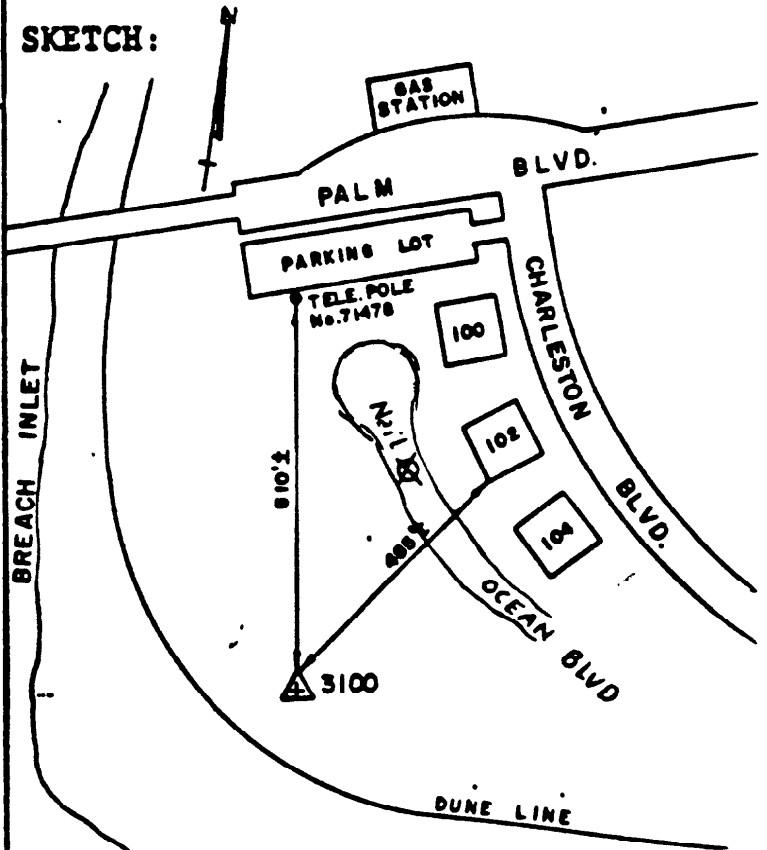 SKETCH:
N
GAS
STATION
PALM
BLVD.
PARKING LOT
TELE. POLE
No. 71478
100
CHARLESTON
BREACH INLET
Nail
102
BLVD.
104
OCEAN BLVD
3100
DUNE LINE